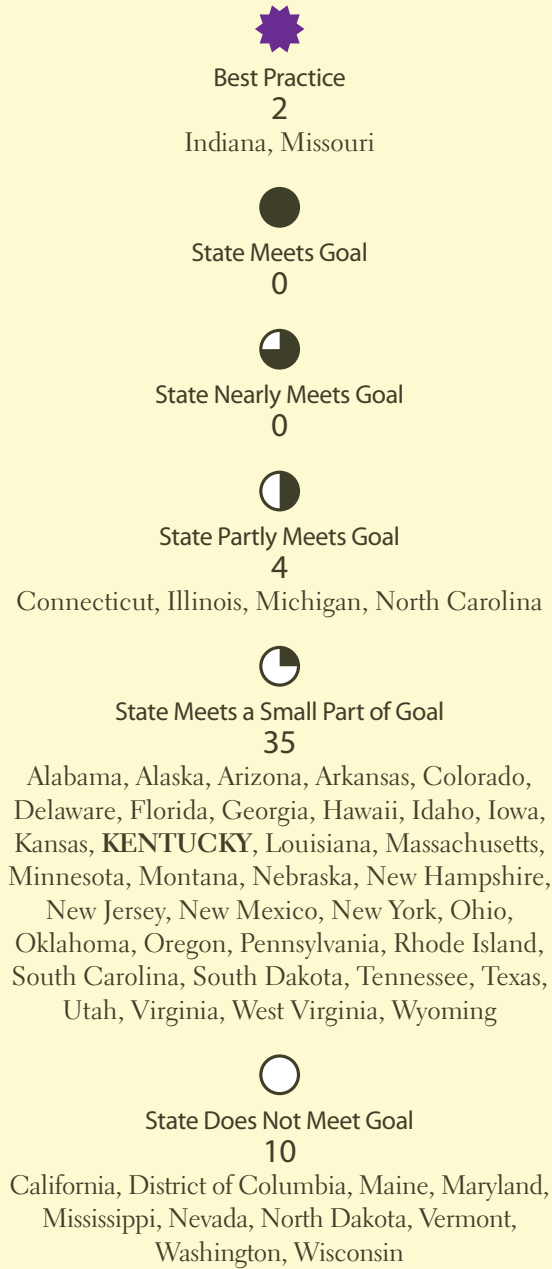 Best Practice
2
Indiana, Missouri
State Meets Goal
0
State Nearly Meets Goal
0
State Partly Meets Goal
4
Connecticut, Illinois, Michigan, North Carolina
State Meets a Small Part of Goal
35
Alabama, Alaska, Arizona, Arkansas, Colorado,
Delaware, Florida, Georgia, Hawaii, Idaho, Iowa,
Kansas, KENTUCKY, Louisiana, Massachusetts,
Minnesota, Montana, Nebraska, New Hampshire,
New Jersey, New Mexico, New York, Ohio,
Oklahoma, Oregon, Pennsylvania, Rhode Island,
South Carolina, South Dakota, Tennessee, Texas,
Utah, Virginia, West Virginia, Wyoming
State Does Not Meet Goal
10
California, District of Columbia, Maine, Maryland,
Mississippi, Nevada, North Dakota, Vermont,
Washington, Wisconsin